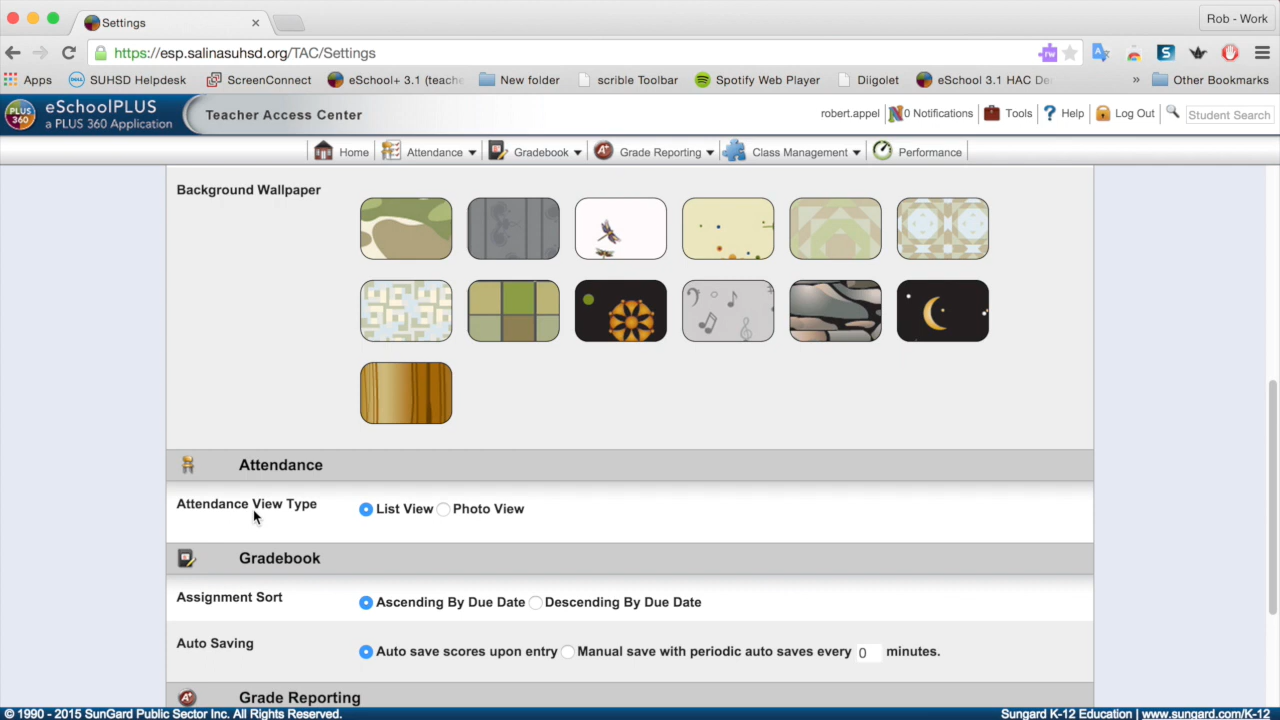 Settings
Rob - Work
https://esp.salinasuhsd.org/TAC/Settings
Apps
SUHSD Helpdesk
ScreenConnect
eSchool+ 3.1 (teache
New folder
scrible Toolbar
Spotify Web Player
Diigolet
eSchool 3.1 HAC De
Other Bookmarks
PLUS 360
eSchoolPLUS
a PLUS 360 Application
Teacher Access Center
robert.appel
0 Notifications
Tools
Help
Log Out
Student Search
Home
Attendance
Gradebook
Grade Reporting
Class Management
Performance
Background Wallpaper
Attendance
Attendance View Type
List View
Photo View
Gradebook
Assignment Sort
Ascending By Due Date
Descending By Due Date
Auto Saving
Auto save scores upon entry
Manual save with periodic auto saves every 0 minutes.
Grade Reporting
© 1990 - 2015 SunGard Public Sector Inc. All Rights Reserved.
Sungard K-12 Education | www.sungard.com/K-12